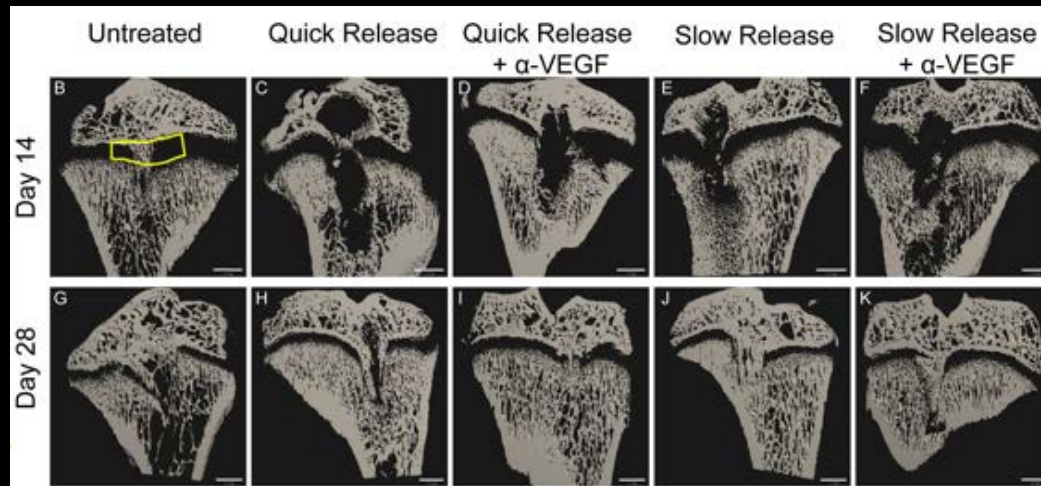 Untreated
Quick Release
Quick Release
+ α-VEGF
Slow Release
Slow Release
+ α-VEGF
Day 14
B
C
D
E
F
Day 28
G
H
I
J
K